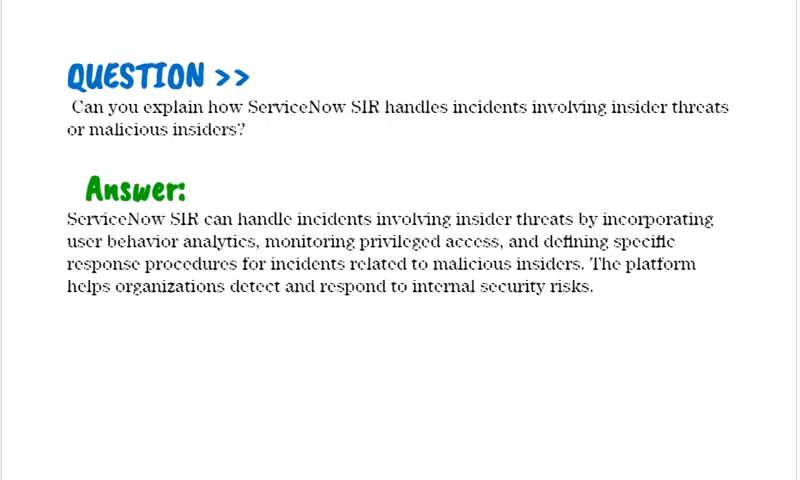 QUESTION >>
Can you explain how ServiceNow SIR handles incidents involving insider threats
or malicious insiders?
Answer:
ServiceNow SIR can handle incidents involving insider threats by incorporating
user behavior analytics, monitoring privileged access, and defining specific
response procedures for incidents related to malicious insiders. The platform
helps organizations detect and respond to internal security risks.